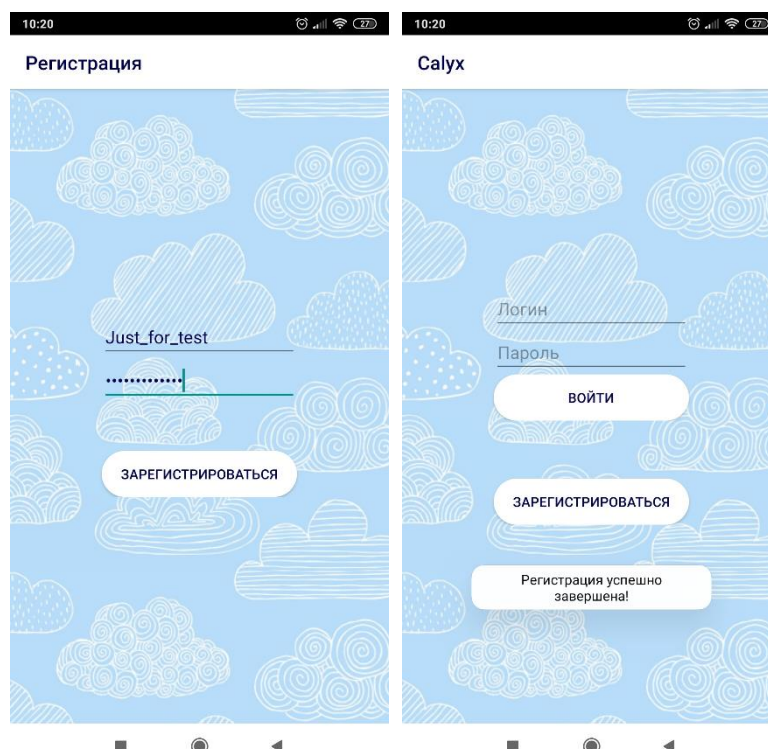 10:20
27
Регистрация
Just_for_test
•••••••••••••
ЗАРЕГИСТРИРОВАТЬСЯ
10:20
27
Calyx
Логин
Пароль
ВОЙТИ
ЗАРЕГИСТРИРОВАТЬСЯ
Регистрация успешно
завершена!